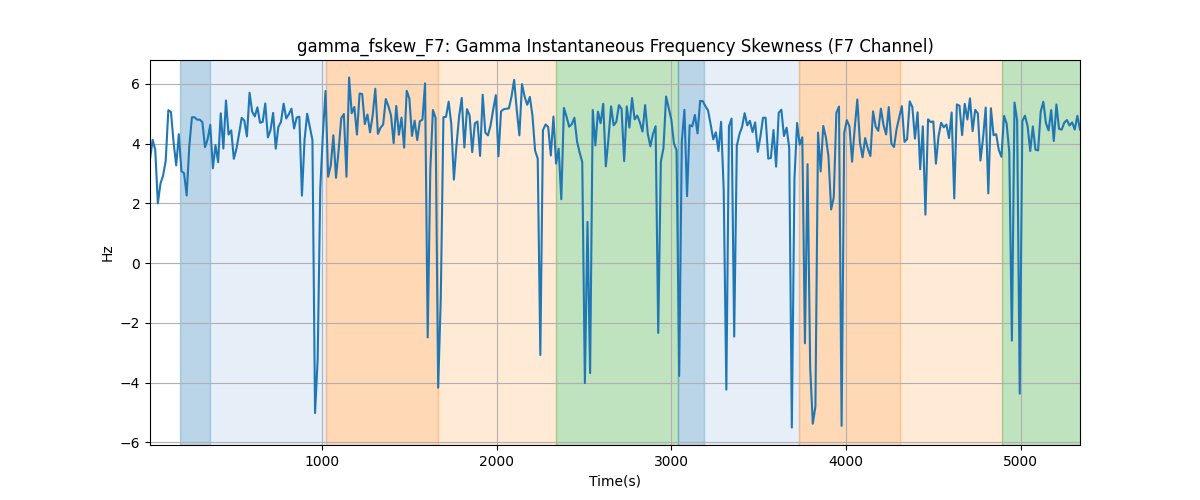 gamma_fskew_F7: Gamma Instantaneous Frequency Skewness (F7 Channel)
6
4
2
0
−2
−4
−6
Hz
1000 2000 3000 4000 5000
Time(s)